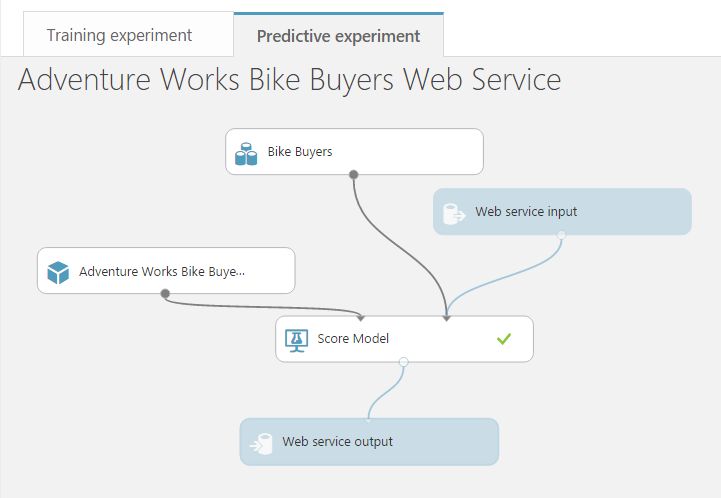 Training experiment
Predictive experiment
Adventure Works Bike Buyers Web Service
Bike Buyers
Web service input
Adventure Works Bike Buye...
Score Model
Web service output